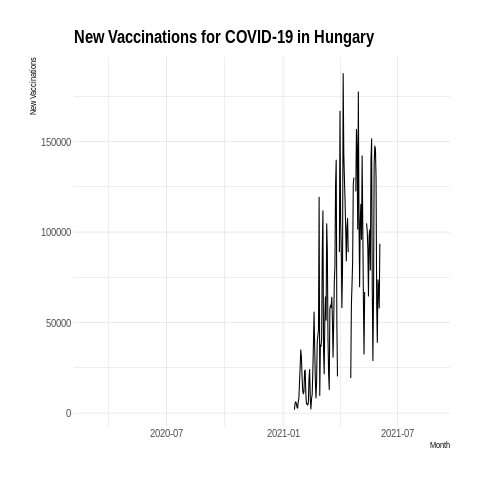 New Vaccinations for COVID-19 in Hungary
New Vaccinations
150000
100000
50000
0
2020-07
2021-01
2021-07
Month